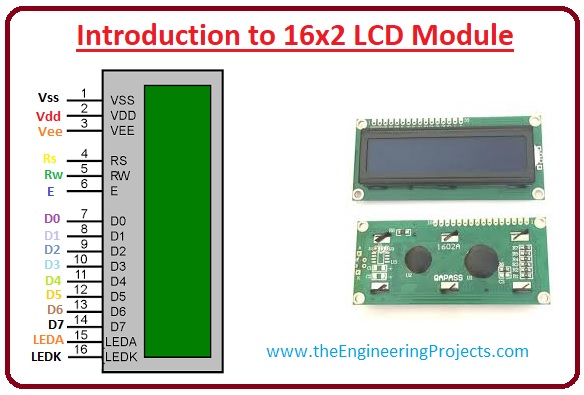 Introduction to 16x2 LCD Module
Vss 1 VSS
Vdd 2 VDD
Vee 3 VEE
Rs 4 RS
Rw 5 RW
E 6 E
D0 7 D0
D1 8 D1
D2 9 D2
D3 10 D3
D4 11 D4
D5 12 D5
D6 13 D6
D7 14 D7
LEDA 15 LEDA
LEDK 16 LEDK
1602A
QAPASS
www.theEngineeringProjects.com